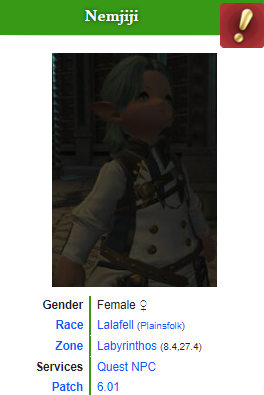 Nemjiji
Gender Female ♀
Race Lalafell (Plainsfolk)
Zone Labyrinthos (8.4,27.4)
Services Quest NPC
Patch 6.01